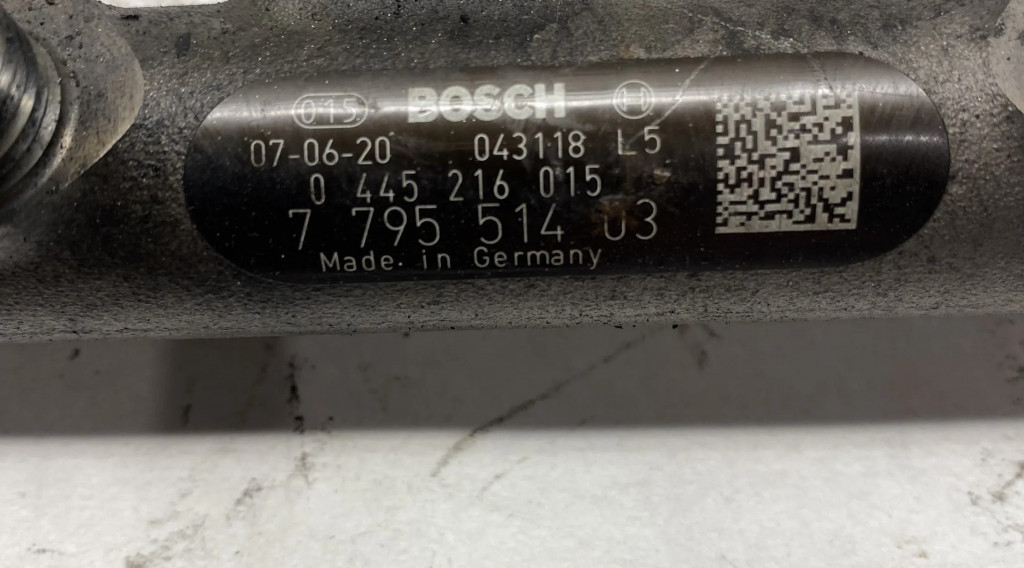 015 BOSCH H
07-06-20 043118 L5
0 445 216 015
7 795 514 03
Made in Germany